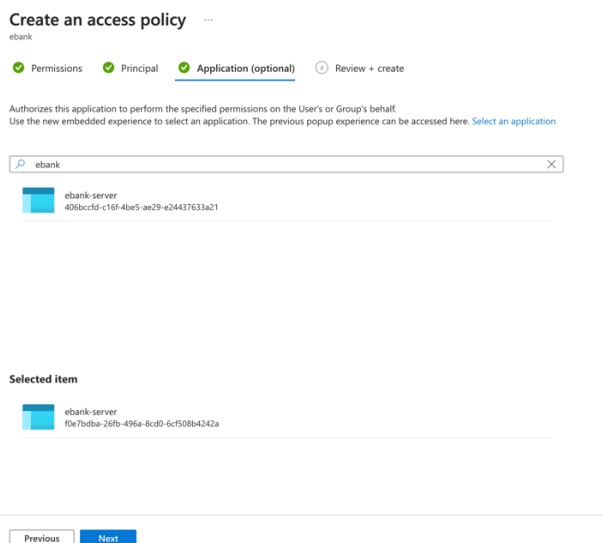 Create an access policy ...
ebank
Permissions Principal Application (optional) 4 Review + create
Authorizes this application to perform the specified permissions on the User's or Group's behalf.
Use the new embedded experience to select an application. The previous popup experience can be accessed here. Select an application
ebank
ebank-server
406bccfd-c16f-4be5-ae29-e24437633a21
Selected item
ebank-server
f0e7bdba-26fb-496a-8cd0-6cf508b4242a
Previous Next